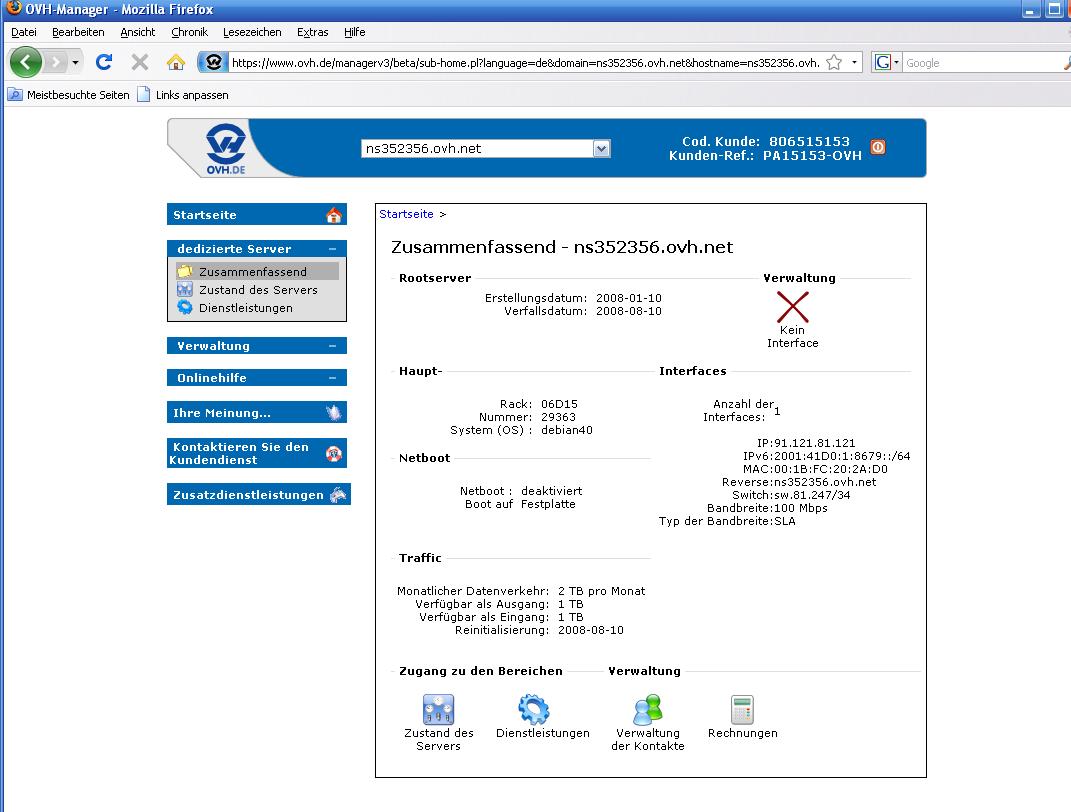 OVH-Manager - Mozilla Firefox
Datei Bearbeiten Ansicht Chronik Lesezeichen Extras Hilfe
https://www.ovh.de/managerv3/beta/sub-home.pl?language=de&domain=ns352356.ovh.net&hostname=ns352356.ovh.
G Google
Meistbesuchte Seiten Links anpassen
OVH.DE
ns352356.ovh.net
Cod. Kunde: 806515153
Kunden-Ref.: PA15153-OVH
Startseite
dedizierte Server
Zusammenfassend
Zustand des Servers
Dienstleistungen
Verwaltung
Onlinehilfe
Ihre Meinung...
Kontaktieren Sie den
Kundendienst
Zusatzdienstleistungen
Startseite >
Zusammenfassend - ns352356.ovh.net
Rootserver
Erstellungsdatum: 2008-01-10
Verfallsdatum: 2008-08-10
Verwaltung
Kein
Interface
Haupt-
Rack: 06D15
Nummer: 29363
System (OS) : debian40
Netboot
Netboot : deaktiviert
Boot auf Festplatte
Interfaces
Anzahl der
Interfaces: 1
IP:91.121.81.121
IPv6:2001:41D0:1:8679::/64
MAC:00:1B:FC:20:2A:D0
Reverse:ns352356.ovh.net
Switch:sw.81.247/34
Bandbreite:100 Mbps
Typ der Bandbreite:SLA
Traffic
Monatlicher Datenverkehr: 2 TB pro Monat
Verfügbar als Ausgang: 1 TB
Verfügbar als Eingang: 1 TB
Reinitialisierung: 2008-08-10
Zugang zu den Bereichen
Zustand des
Servers
Dienstleistungen
Verwaltung
Verwaltung
der Kontakte
Rechnungen